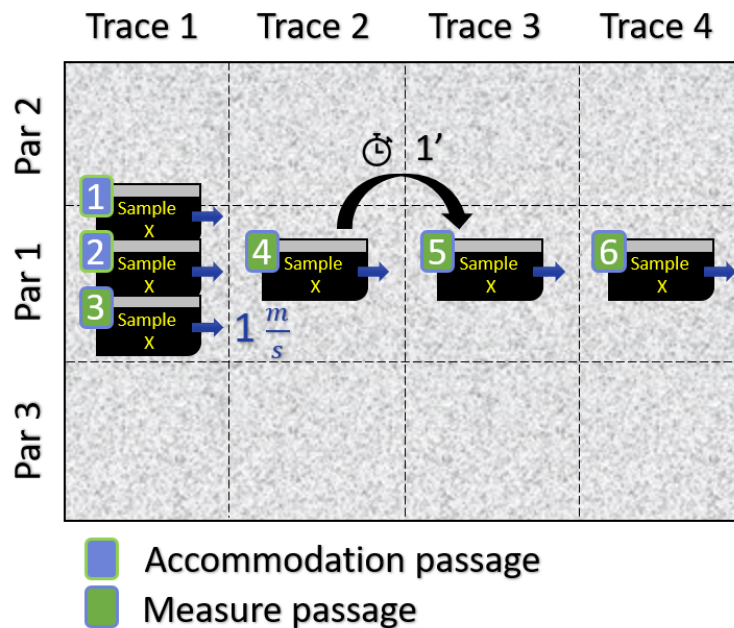 Trace 1 Trace 2 Trace 3 Trace 4
Par 2
1’
1
Sample
X
Par 1
2
Sample
X
4
Sample
X
5
Sample
X
6
Sample
X
3
Sample
X
1 m/s
Par 3
Accommodation passage
Measure passage